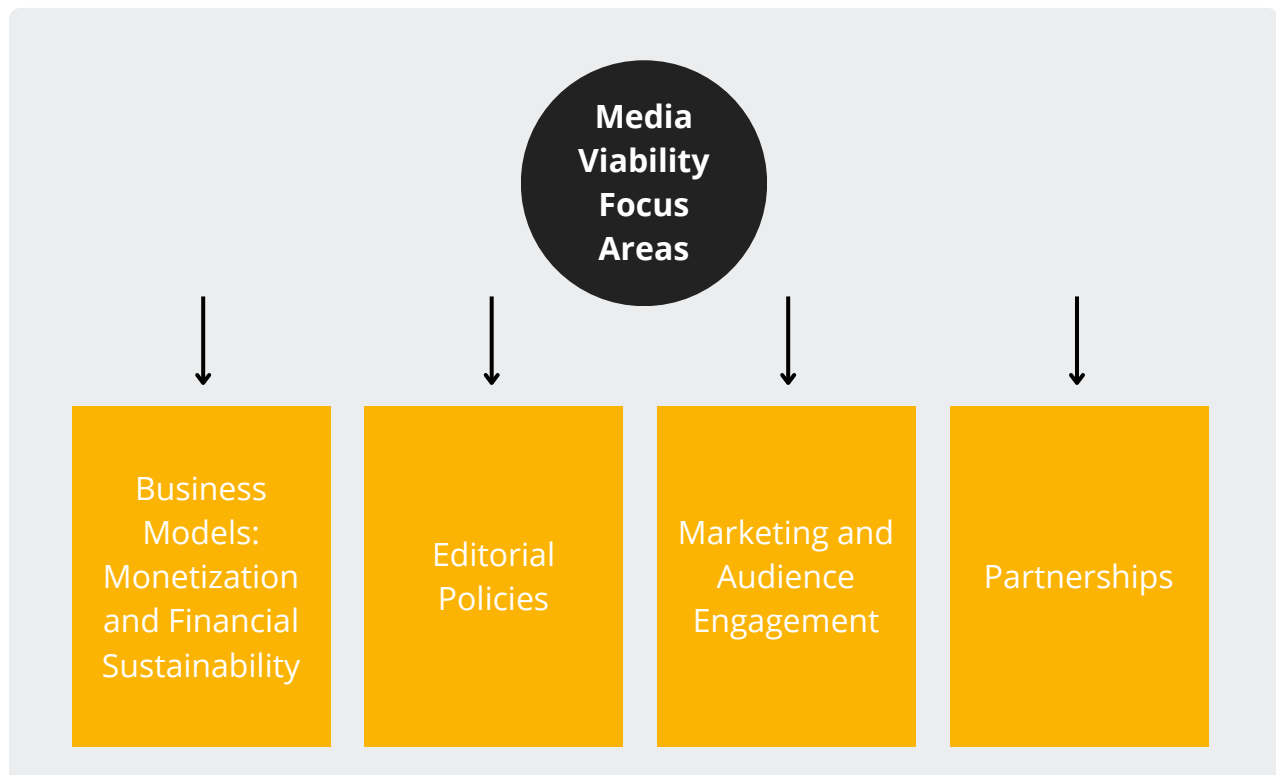 Media
Viability
Focus
Areas
Business
Models:
Monetization
and Financial
Sustainability
Editorial
Policies
Marketing and
Audience
Engagement
Partnerships